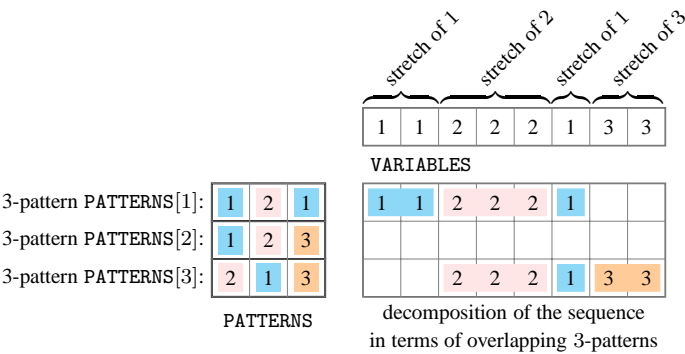 stretch of 1 stretch of 2 stretch of 1 stretch of 3
1 1 2 2 2 1 3 3
VARIABLES
3-pattern PATTERNS[1]: 1 2 1 1 1 2 2 2 1
3-pattern PATTERNS[2]: 1 2 3
3-pattern PATTERNS[3]: 2 1 3 2 2 2 1 3 3
PATTERNS
decomposition of the sequence
in terms of overlapping 3-patterns